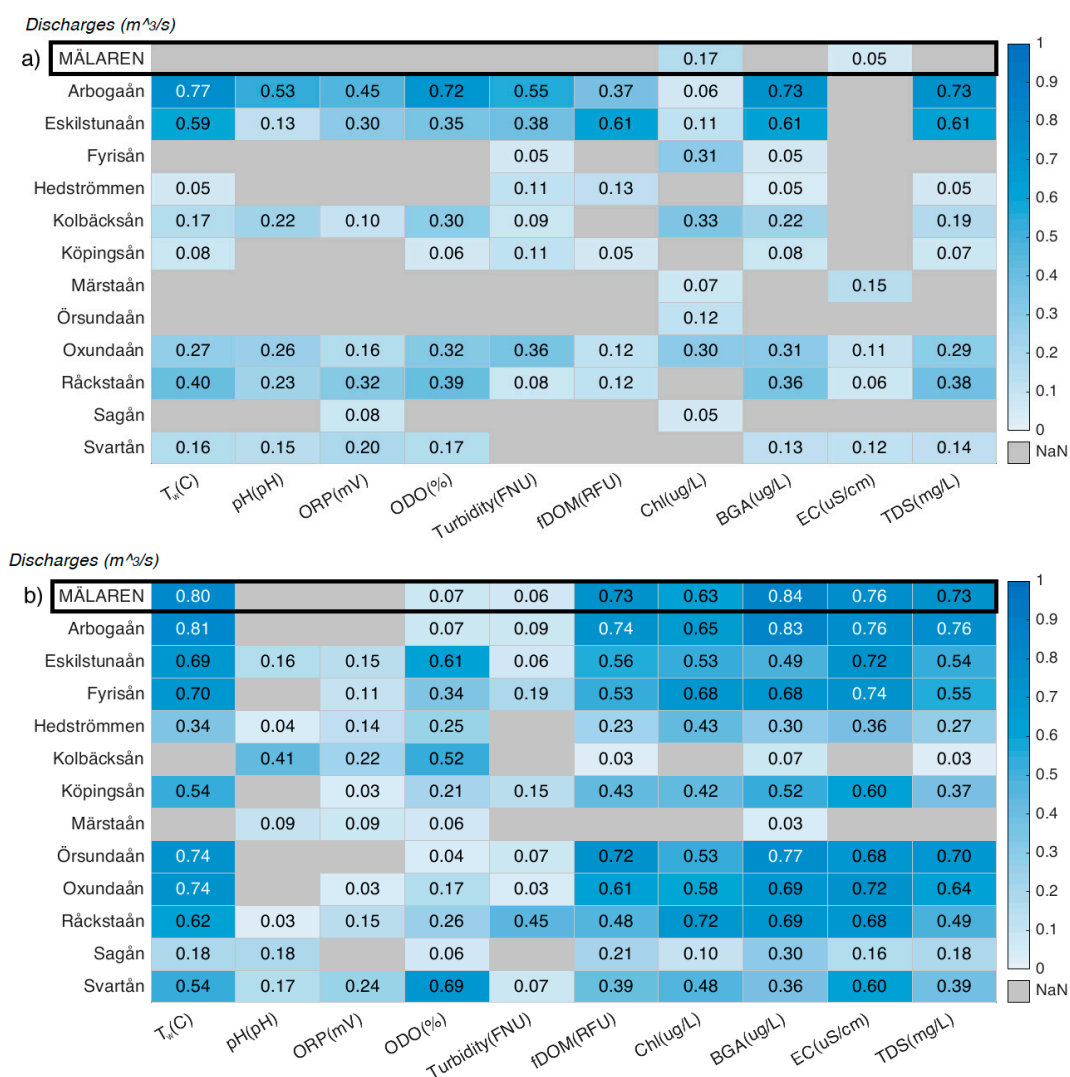 Discharges (m^3/s)
a) MÄLAREN 0.17 0.05
Arbogaån 0.77 0.53 0.45 0.72 0.55 0.37 0.06 0.73 0.73
Eskilstunaån 0.59 0.13 0.30 0.35 0.38 0.61 0.11 0.61 0.61
Fyrisån 0.05 0.31 0.05
Hedströmmen 0.05 0.11 0.13 0.05 0.05
Kolbäcksån 0.17 0.22 0.10 0.30 0.09 0.33 0.22 0.19
Köpingsån 0.08 0.06 0.11 0.05 0.08 0.07
Märstaån 0.07 0.15
Örsundaån 0.12
Oxundaån 0.27 0.26 0.16 0.32 0.36 0.12 0.30 0.31 0.11 0.29
Råckstaån 0.40 0.23 0.32 0.39 0.08 0.12 0.36 0.06 0.38
Sagån 0.08 0.05
Svartån 0.16 0.15 0.20 0.17 0.13 0.12 0.14
Tw(C) pH(pH) ORP(mV) ODO(%) Turbidity(FNU) fDOM(RFU) Chl(ug/L) BGA(ug/L) EC(uS/cm) TDS(mg/L)
1
0.9
0.8
0.7
0.6
0.5
0.4
0.3
0.2
0.1
0
NaN
Discharges (m^3/s)
b) MÄLAREN 0.80 0.07 0.06 0.73 0.63 0.84 0.76 0.73
Arbogaån 0.81 0.07 0.09 0.74 0.65 0.83 0.76 0.76
Eskilstunaån 0.69 0.16 0.15 0.61 0.06 0.56 0.53 0.49 0.72 0.54
Fyrisån 0.70 0.11 0.34 0.19 0.53 0.68 0.68 0.74 0.55
Hedströmmen 0.34 0.04 0.14 0.25 0.23 0.43 0.30 0.36 0.27
Kolbäcksån 0.41 0.22 0.52 0.03 0.07 0.03
Köpingsån 0.54 0.03 0.21 0.15 0.43 0.42 0.52 0.60 0.37
Märstaån 0.09 0.09 0.06 0.03
Örsundaån 0.74 0.04 0.07 0.72 0.53 0.77 0.68 0.70
Oxundaån 0.74 0.03 0.17 0.03 0.61 0.58 0.69 0.72 0.64
Råckstaån 0.62 0.03 0.15 0.26 0.45 0.48 0.72 0.69 0.68 0.49
Sagån 0.18 0.18 0.06 0.21 0.10 0.30 0.16 0.18
Svartån 0.54 0.17 0.24 0.69 0.07 0.39 0.48 0.36 0.60 0.39
Tw(C) pH(pH) ORP(mV) ODO(%) Turbidity(FNU) fDOM(RFU) Chl(ug/L) BGA(ug/L) EC(uS/cm) TDS(mg/L)
1
0.9
0.8
0.7
0.6
0.5
0.4
0.3
0.2
0.1
0
NaN